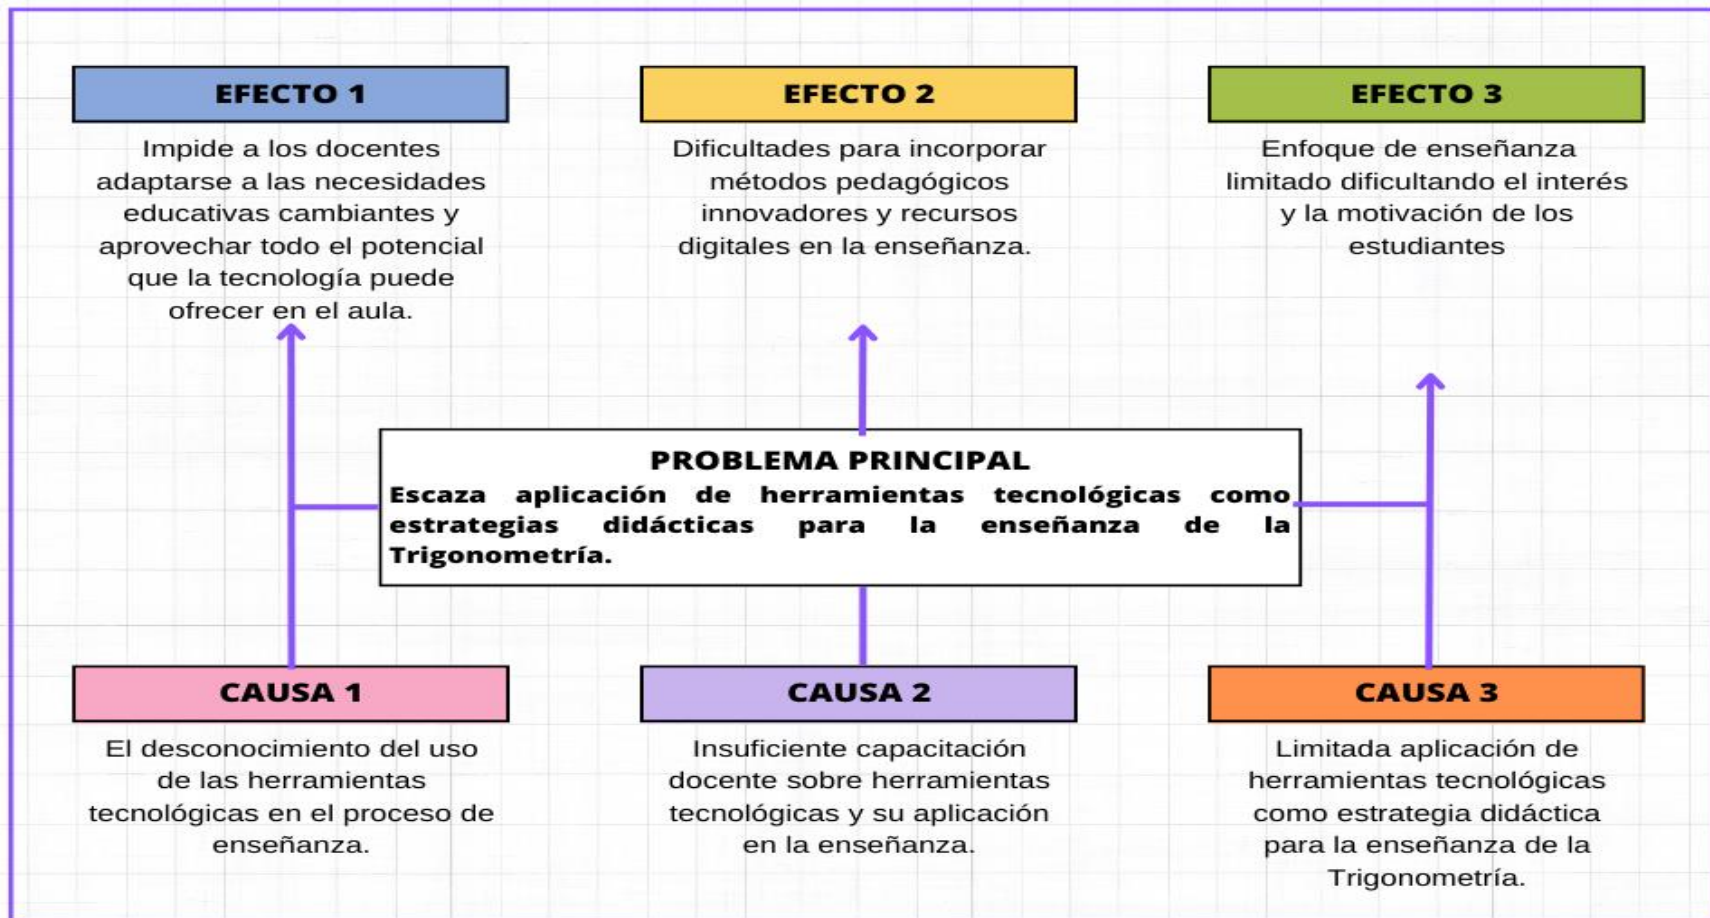 EFECTO 1
Impide a los docentes
adaptarse a las necesidades
educativas cambiantes y
aprovechar todo el potencial
que la tecnología puede
ofrecer en el aula.
EFECTO 2
Dificultades para incorporar
métodos pedagógicos
innovadores y recursos
digitales en la enseñanza.
EFECTO 3
Enfoque de enseñanza
limitado dificultando el interés
y la motivación de los
estudiantes
PROBLEMA PRINCIPAL
Escaza aplicación de herramientas tecnológicas como
estrategias didácticas para la enseñanza de la
Trigonometría.
CAUSA 1
El desconocimiento del uso
de las herramientas
tecnológicas en el proceso de
enseñanza.
CAUSA 2
Insuficiente capacitación
docente sobre herramientas
tecnológicas y su aplicación
en la enseñanza.
CAUSA 3
Limitada aplicación de
herramientas tecnológicas
como estrategia didáctica
para la enseñanza de la
Trigonometría.